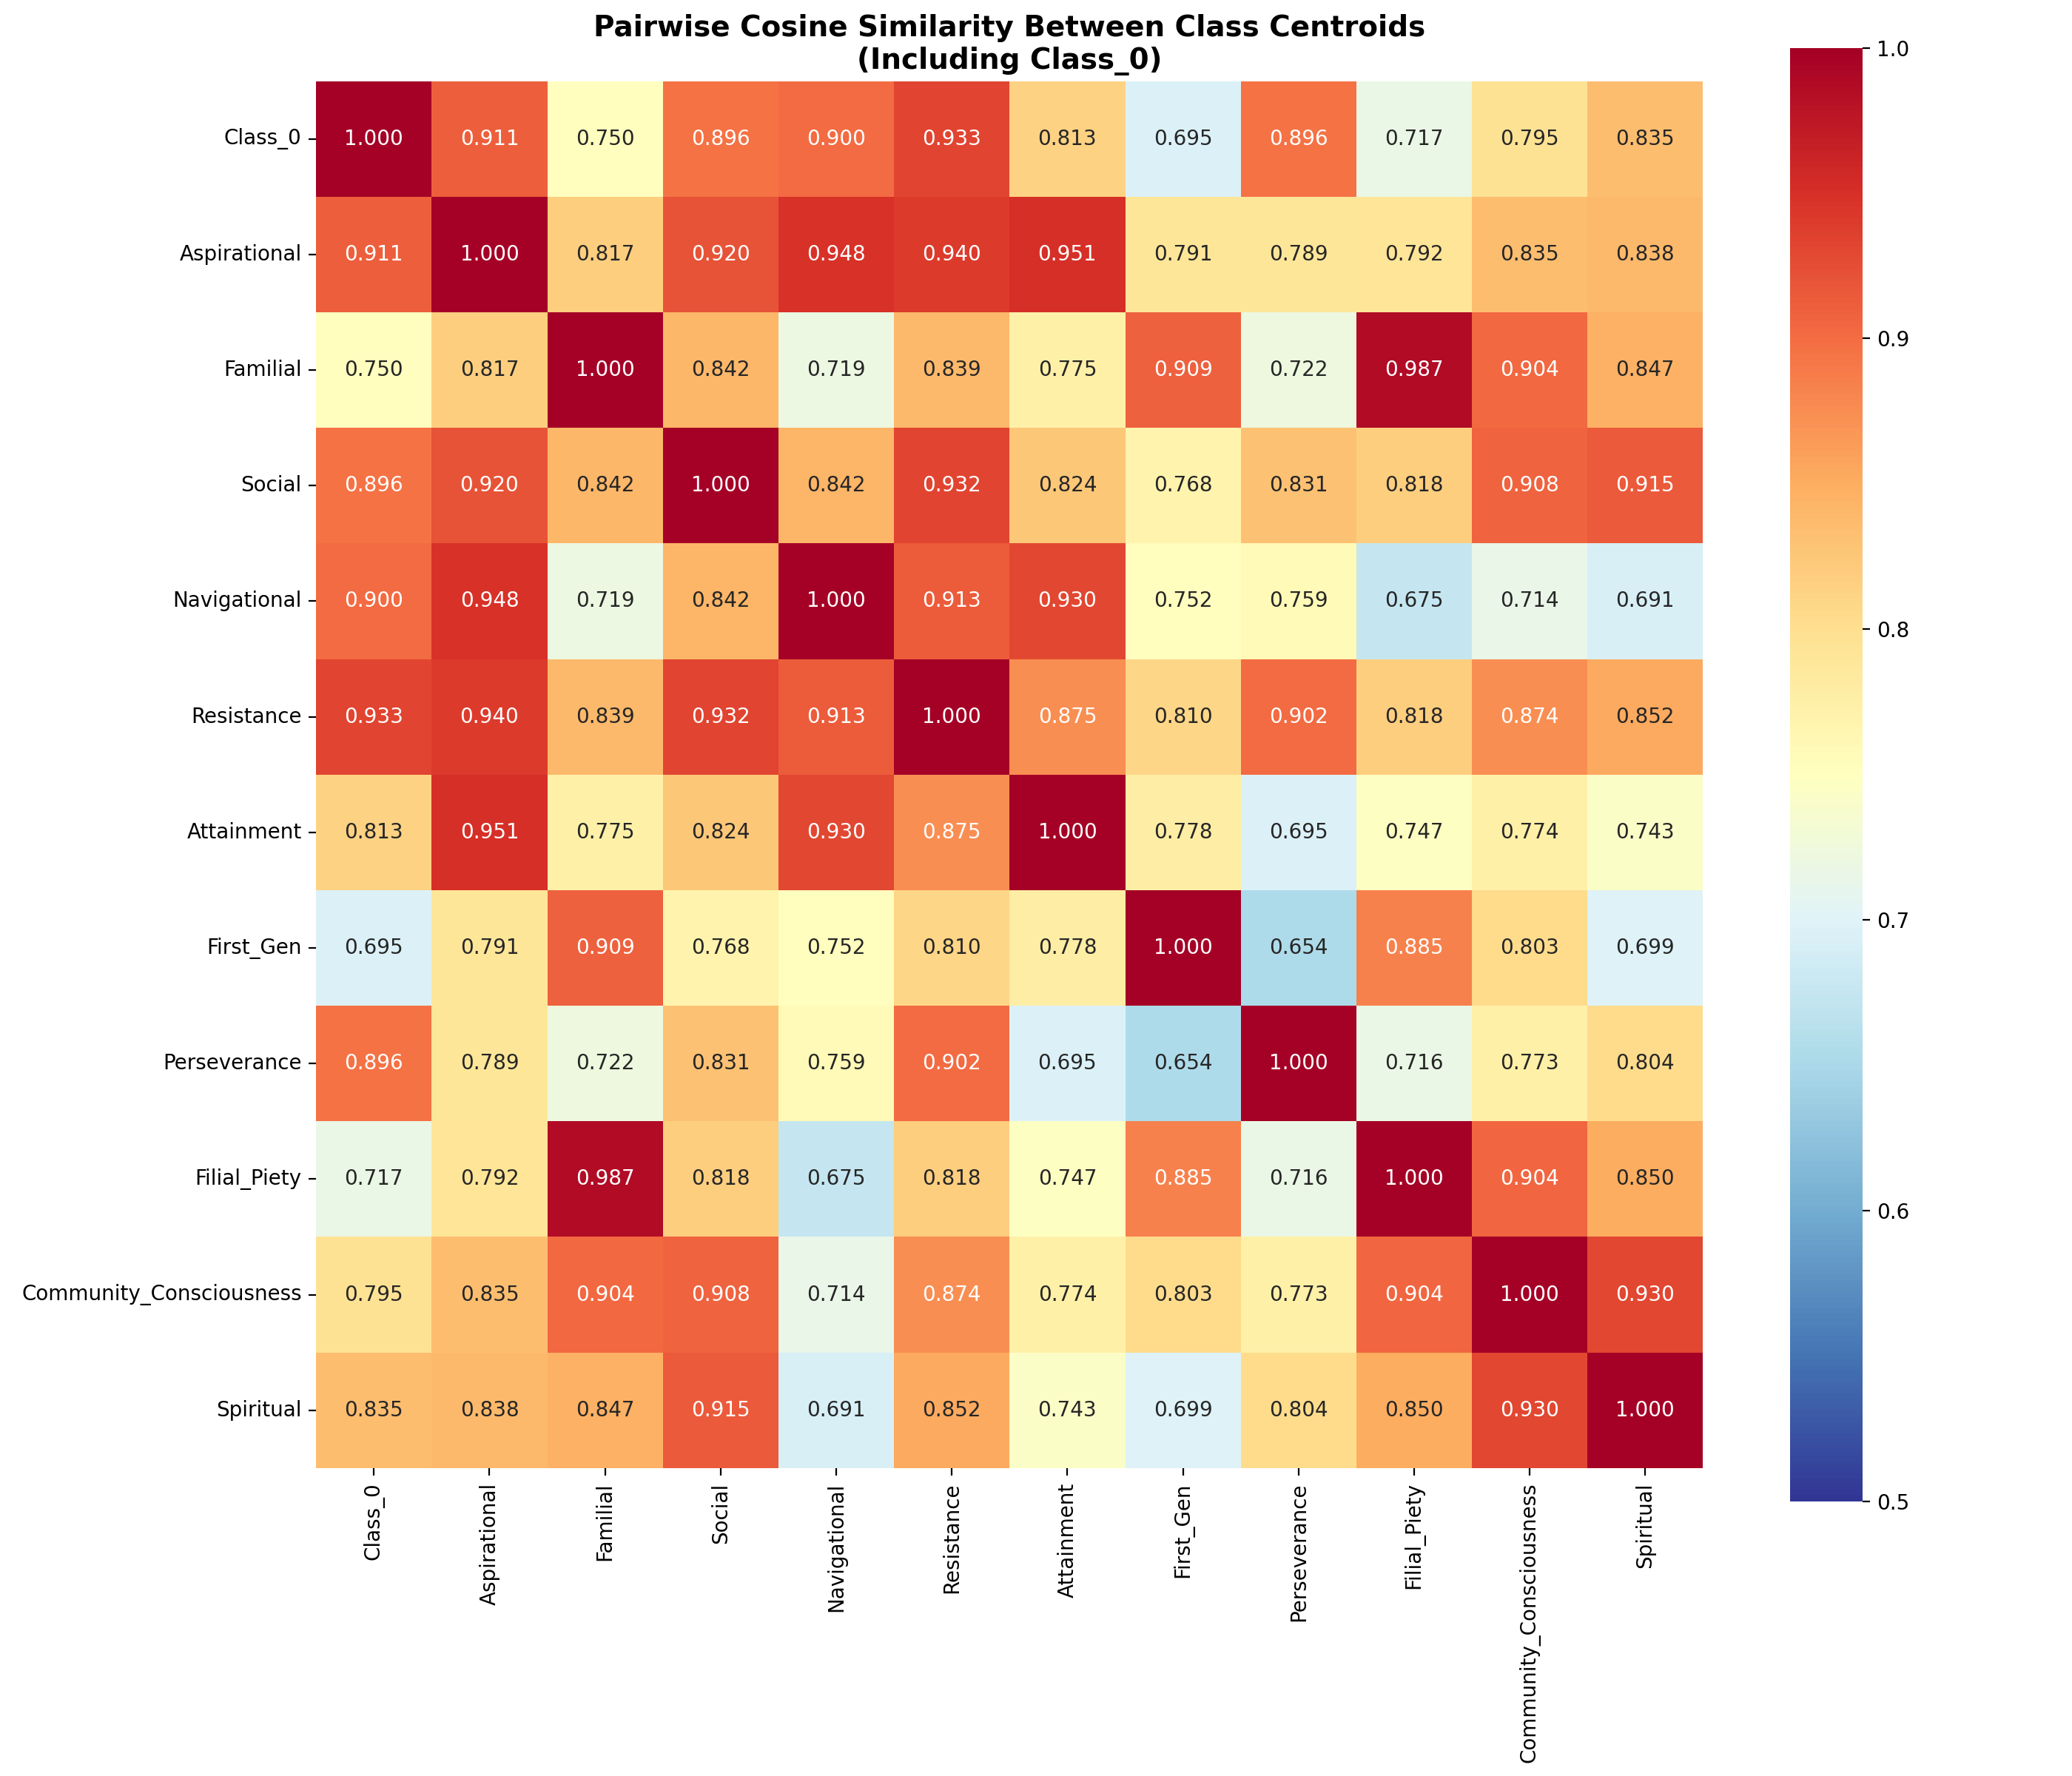 Pairwise Cosine Similarity Between Class Centroids
(Including Class_0)
Class_0 1.000 0.911 0.750 0.896 0.900 0.933 0.813 0.695 0.896 0.717 0.795 0.835
Aspirational 0.911 1.000 0.817 0.920 0.948 0.940 0.951 0.791 0.789 0.792 0.835 0.838
Familial 0.750 0.817 1.000 0.842 0.719 0.839 0.775 0.909 0.722 0.987 0.904 0.847
Social 0.896 0.920 0.842 1.000 0.842 0.932 0.824 0.768 0.831 0.818 0.908 0.915
Navigational 0.900 0.948 0.719 0.842 1.000 0.913 0.930 0.752 0.759 0.675 0.714 0.691
Resistance 0.933 0.940 0.839 0.932 0.913 1.000 0.875 0.810 0.902 0.818 0.874 0.852
Attainment 0.813 0.951 0.775 0.824 0.930 0.875 1.000 0.778 0.695 0.747 0.774 0.743
First_Gen 0.695 0.791 0.909 0.768 0.752 0.810 0.778 1.000 0.654 0.885 0.803 0.699
Perseverance 0.896 0.789 0.722 0.831 0.759 0.902 0.695 0.654 1.000 0.716 0.773 0.804
Filial_Piety 0.717 0.792 0.987 0.818 0.675 0.818 0.747 0.885 0.716 1.000 0.904 0.850
Community_Consciousness 0.795 0.835 0.904 0.908 0.714 0.874 0.774 0.803 0.773 0.904 1.000 0.930
Spiritual 0.835 0.838 0.847 0.915 0.691 0.852 0.743 0.699 0.804 0.850 0.930 1.000
Class_0
Aspirational
Familial
Social
Navigational
Resistance
Attainment
First_Gen
Perseverance
Filial_Piety
Community_Consciousness
Spiritual
1.0
0.9
0.8
0.7
0.6
0.5